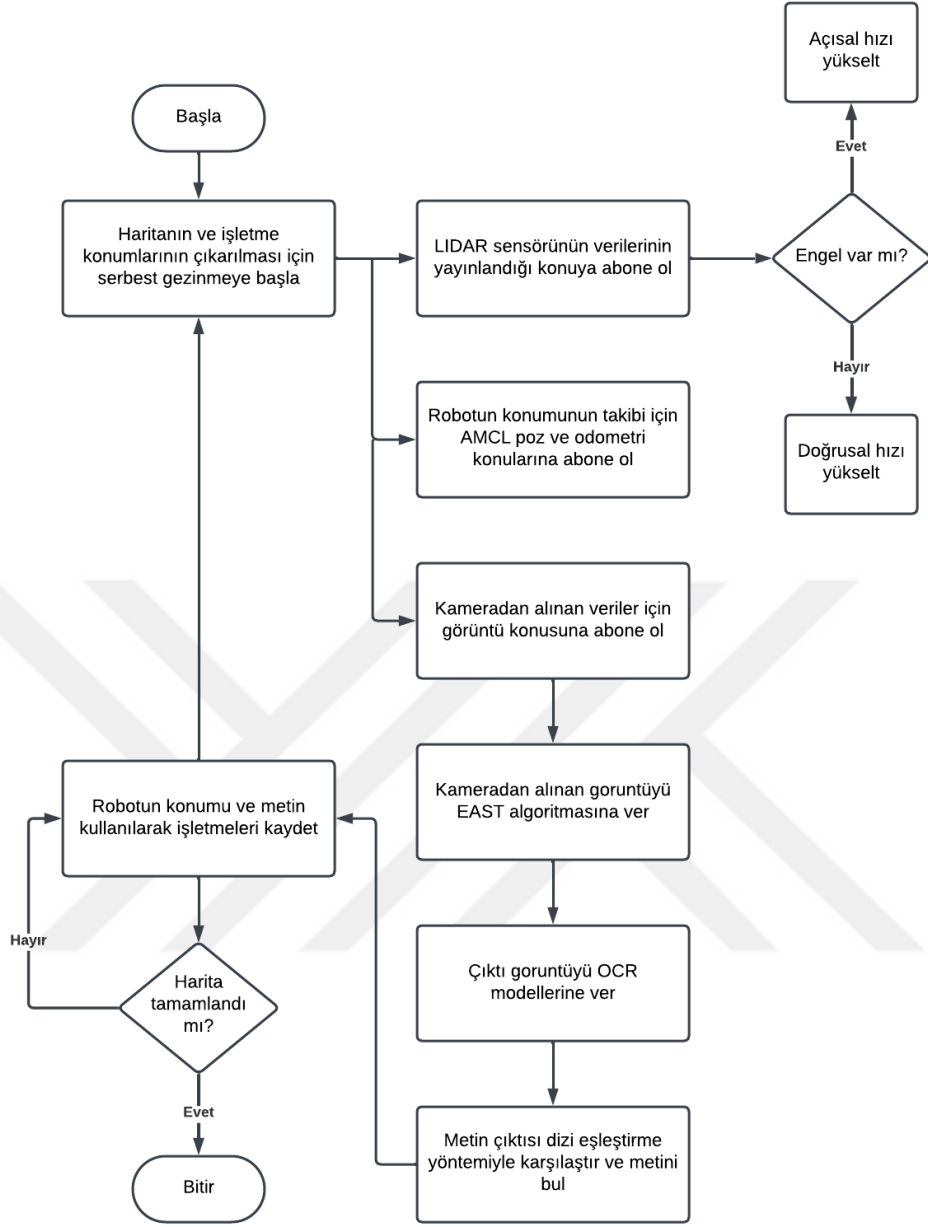 Başla
Haritanın ve işletme
konumlarının çıkarılması için
serbest gezinmeye başla
LIDAR sensörünün verilerinin
yayınlandığı konuya abone ol
Engel var mı?
Evet
Açısal hızı
yükselt
Hayır
Doğrusal hızı
yükselt
Robotun konumunun takibi için
AMCL poz ve odometri
konularına abone ol
Kameradan alınan veriler için
görüntü konusuna abone ol
Kameradan alınan goruntüyü
EAST algoritmasına ver
Çıktı goruntüyü OCR
modellerine ver
Metin çıktısı dizi eşleştirme
yöntemiyle karşılaştır ve metini
bul
Robotun konumu ve metin
kullanılarak işletmeleri kaydet
Hayır
Harita
tamamlandı
mı?
Evet
Bitir